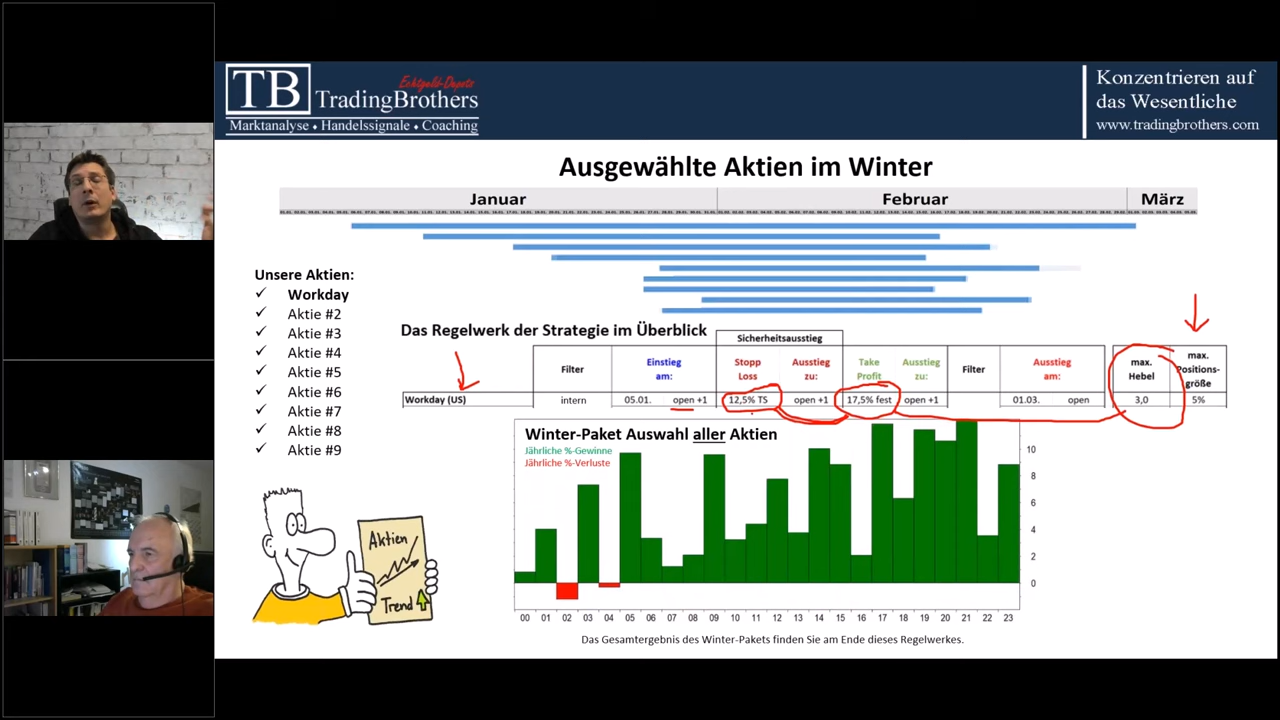 TB
Echtgeld-Depots
TradingBrothers
Marktanalyse ♦ Handelssignale ♦ Coaching
Konzentrieren auf
das Wesentliche
www.tradingbrothers.com
Ausgewählte Aktien im Winter
Januar Februar März
Unsere Aktien:
✓ Workday
✓ Aktie #2
✓ Aktie #3
✓ Aktie #4
✓ Aktie #5
✓ Aktie #6
✓ Aktie #7
✓ Aktie #8
✓ Aktie #9
Das Regelwerk der Strategie im Überblick
Sicherheitsausstieg
Filter Einstieg am: Stopp Loss Ausstieg zu: Take Profit Ausstieg zu: Filter Ausstieg am: max. Hebel max. Positions-größe
Workday (US) intern 05.01. open +1 12,5% TS open +1 17,5% fest open +1 01.03. open 3,0 5%
Winter-Paket Auswahl aller Aktien
Jährliche %-Gewinne
Jährliche %-Verluste
10
6
4
2
0
00 01 02 03 04 05 06 07 08 09 10 11 12 13 14 15 16 17 18 19 20 21 22 23
Das Gesamtergebnis des Winter-Pakets finden Sie am Ende dieses Regelwerkes.
Aktien
Trend